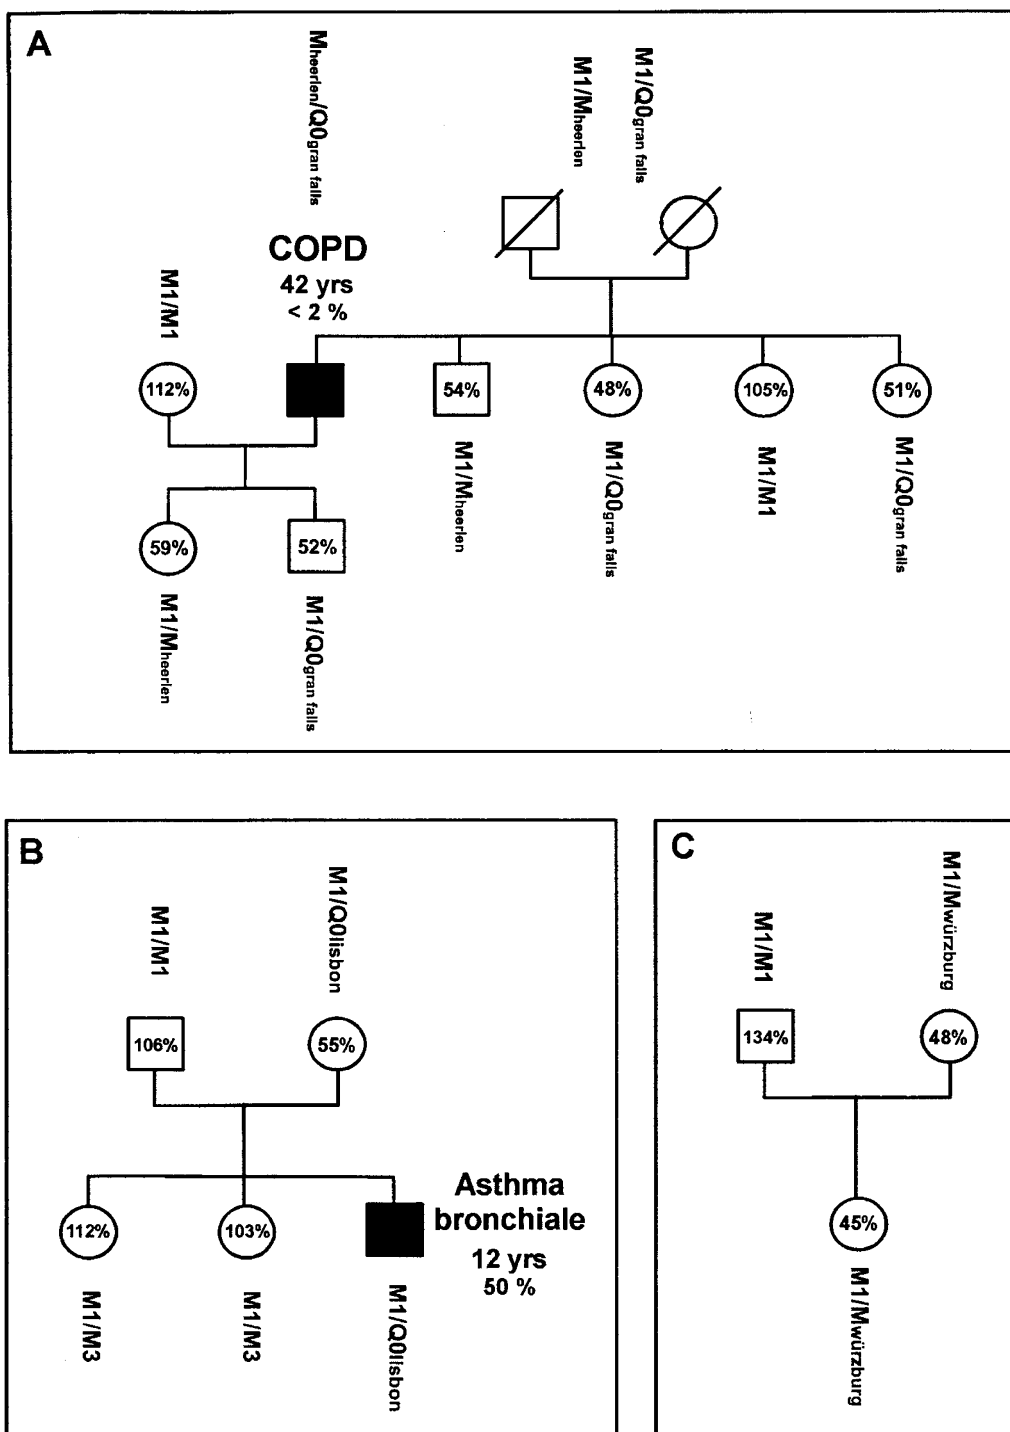 A
Mheerlen/Q0gran falls
M1/Mheerlen
M1/Q0gran falls
COPD
42 yrs
< 2 %
M1/M1
112%
54%
48%
105%
51%
M1/Mheerlen
M1/Q0gran falls
M1/M1
M1/Q0gran falls
59%
52%
M1/Mheerlen
M1/Q0gran falls
B
M1/M1
M1/Q0lisbon
106%
55%
112%
103%
Asthma
bronchiale
12 yrs
50 %
M1/M3
M1/M3
M1/Q0lisbon
C
M1/M1
M1/Mwürzburg
134%
48%
45%
M1/Mwürzburg